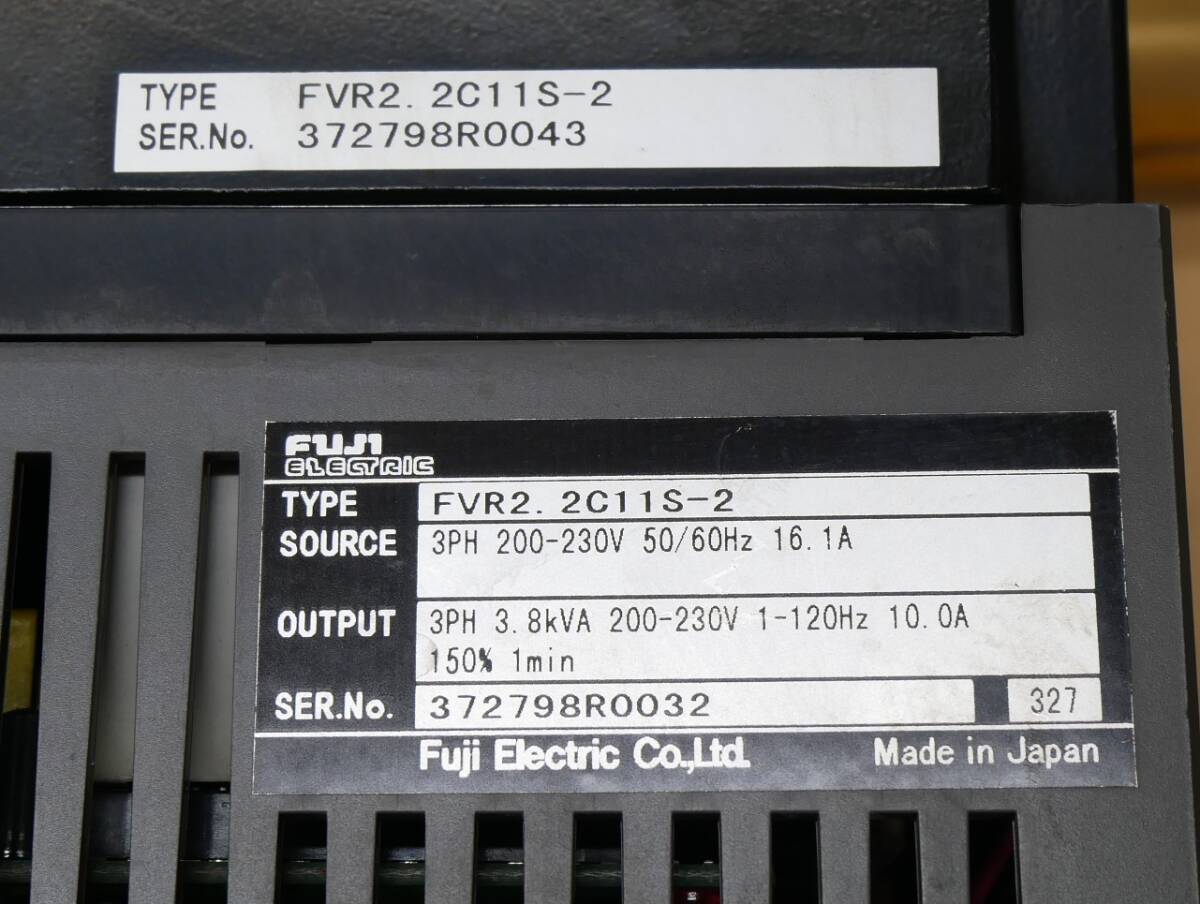 TYPE FVR2. 2C11S-2
SER.No. 372798R0043
FUJI
ELECTRIC
TYPE FVR2. 2C11S-2
SOURCE 3PH 200-230V 50/60Hz 16.1A
OUTPUT 3PH 3.8kVA 200-230V 1-120Hz 10.0A
150% 1min
SER.No. 372798R0032 327
Fuji Electric Co.,Ltd. Made in Japan